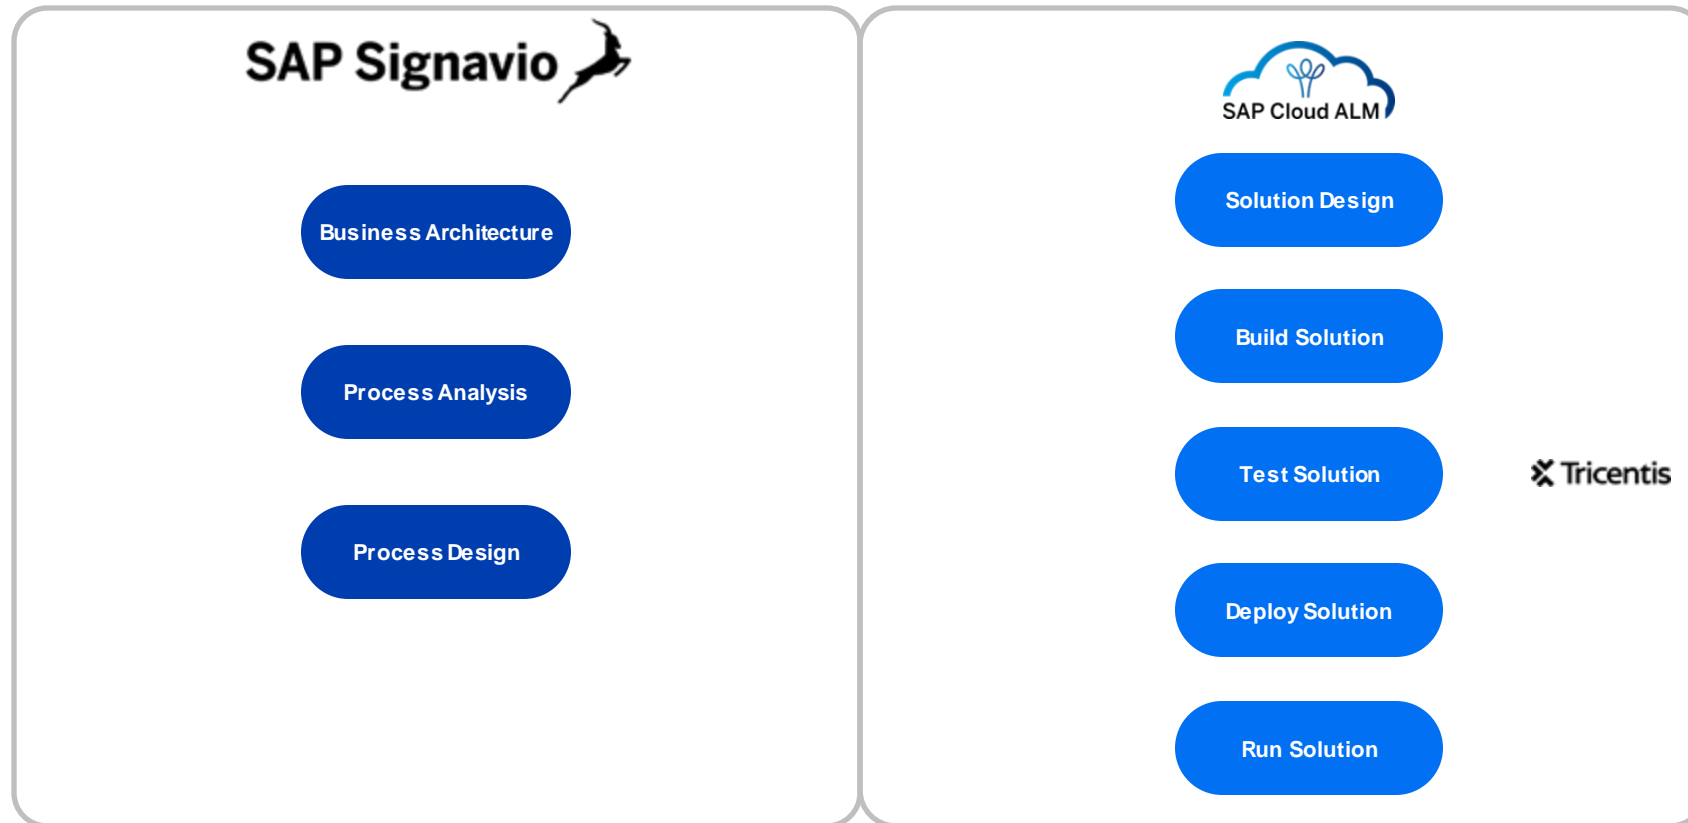 SAP Signavio
Business Architecture
Process Analysis
Process Design
SAP Cloud ALM
Solution Design
Build Solution
Test Solution
Tricentis
Deploy Solution
Run Solution